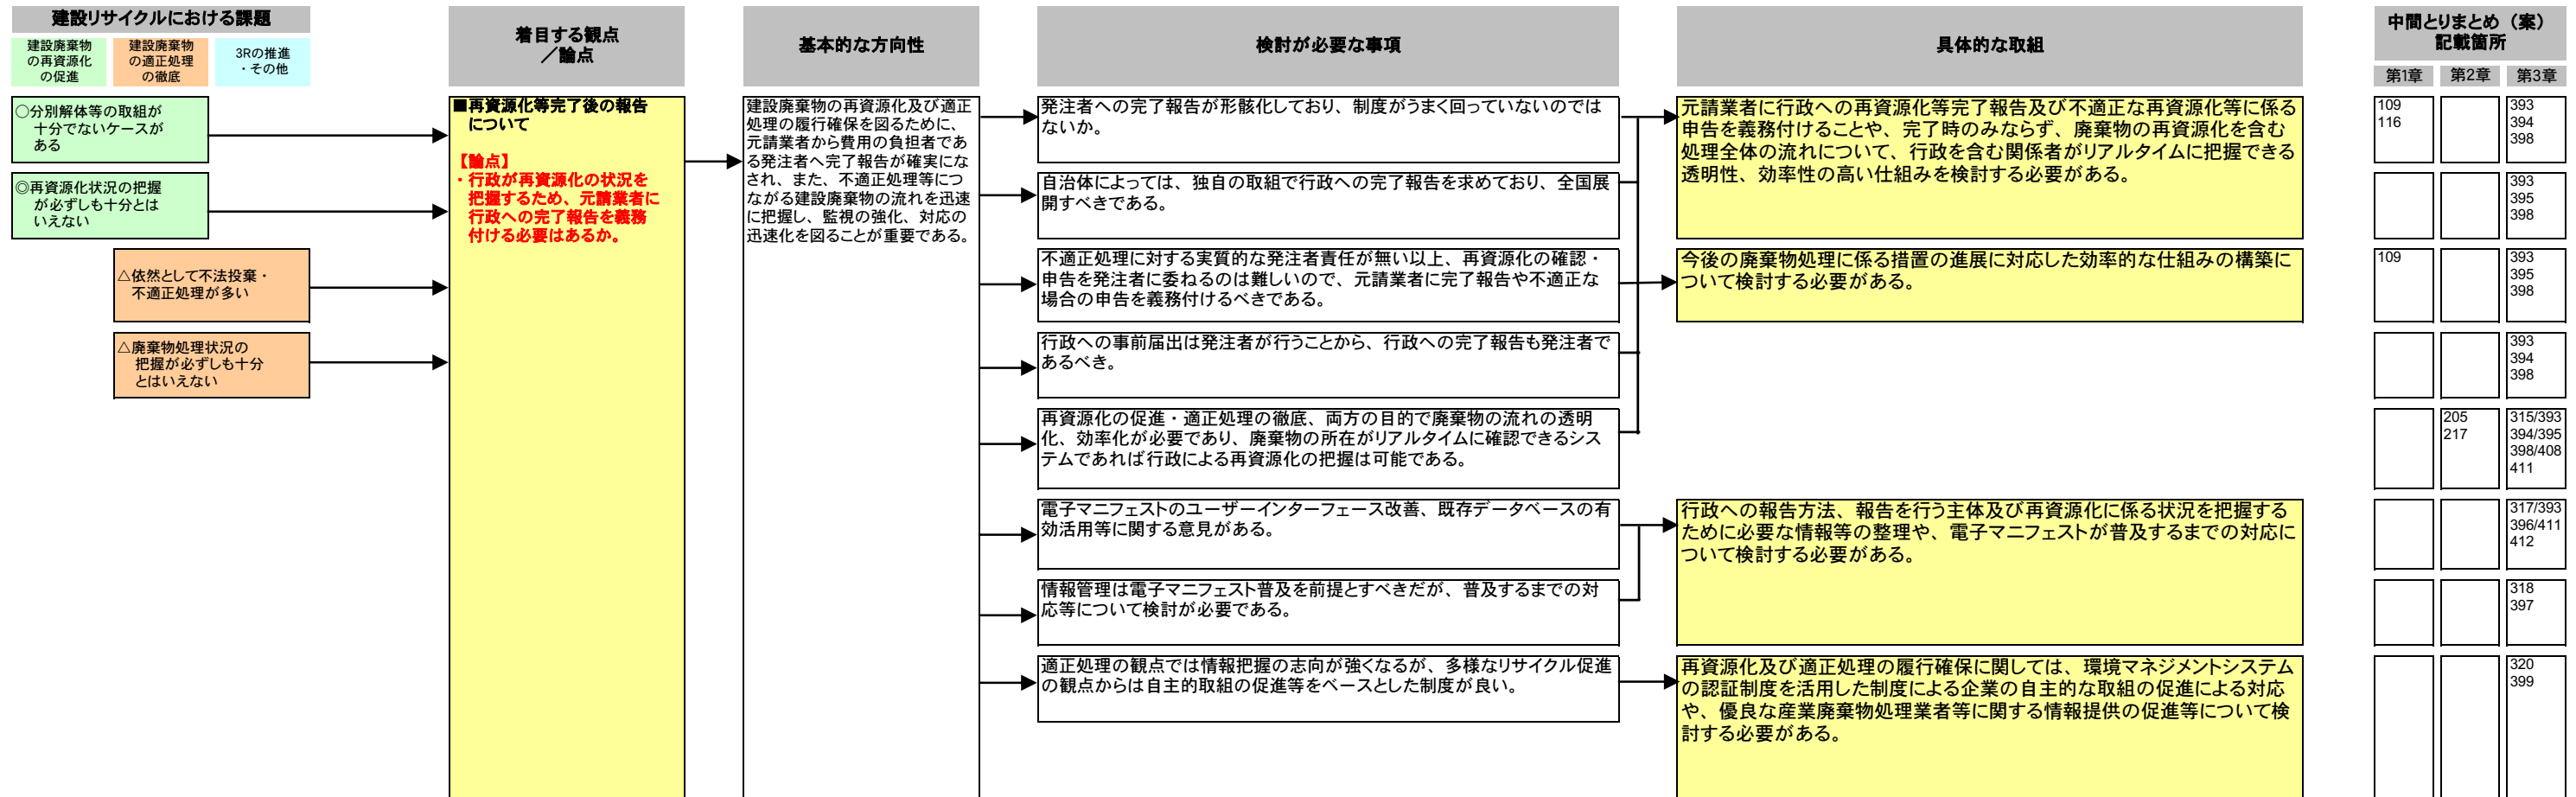 建設リサイクルにおける課題
建設廃棄物
の再資源化
の促進
建設廃棄物
の適正処理
の徹底
3Rの推進
・その他
着目する観点
／論点
基本的な方向性
検討が必要な事項
具体的な取組
中間とりまとめ（案）
記載箇所
第1章
第2章
第3章
○分別解体等の取組が
十分でないケースが
ある
◎再資源化状況の把握
が必ずしも十分とは
いえない
△依然として不法投棄・
不適正処理が多い
△廃棄物処理状況の
把握が必ずしも十分
とはいえない
■再資源化等完了後の報告
について
【論点】
・行政が再資源化の状況を
把握するため、元請業者に
行政への完了報告を義務
付ける必要はあるか。
建設廃棄物の再資源化及び適正
処理の履行確保を図るために、
元請業者から費用の負担者であ
る発注者へ完了報告が確実にな
され、また、不適正処理等につ
ながる建設廃棄物の流れを迅速
に把握し、監視の強化、対応の
迅速化を図ることが重要である。
発注者への完了報告が形骸化しており、制度がうまく回っていないのでは
ないか。
自治体によっては、独自の取組で行政への完了報告を求めており、全国展
開すべきである。
不適正処理に対する実質的な発注者責任が無い以上、再資源化の確認・
申告を発注者に委ねるのは難しいので、元請業者に完了報告や不適正な
場合の申告を義務付けるべきである。
行政への事前届出は発注者が行うことから、行政への完了報告も発注者で
あるべき。
再資源化の促進・適正処理の徹底、両方の目的で廃棄物の流れの透明
化、効率化が必要であり、廃棄物の所在がリアルタイムに確認できるシス
テムであれば行政による再資源化の把握は可能である。
電子マニフェストのユーザーインターフェース改善、既存データベースの有
効活用等に関する意見がある。
情報管理は電子マニフェスト普及を前提とすべきだが、普及するまでの対
応等について検討が必要である。
適正処理の観点では情報把握の志向が強くなるが、多様なリサイクル促進
の観点からは自主的取組の促進等をベースとした制度が良い。
元請業者に行政への再資源化等完了報告及び不適正な再資源化等に係る
申告を義務付けることや、完了時のみならず、廃棄物の再資源化を含む
処理全体の流れについて、行政を含む関係者がリアルタイムに把握できる
透明性、効率性の高い仕組みを検討する必要がある。
今後の廃棄物処理に係る措置の進展に対応した効率的な仕組みの構築に
ついて検討する必要がある。
行政への報告方法、報告を行う主体及び再資源化に係る状況を把握する
ために必要な情報等の整理や、電子マニフェストが普及するまでの対応に
ついて検討する必要がある。
再資源化及び適正処理の履行確保に関しては、環境マネジメントシステム
の認証制度を活用した制度による企業の自主的な取組の促進による対応
や、優良な産業廃棄物処理業者等に関する情報提供の促進等について検
討する必要がある。
109
116
393
394
398
393
395
398
109
393
395
398
393
394
398
205
217
315/393
394/395
398/408
411
317/393
396/411
412
318
397
320
399